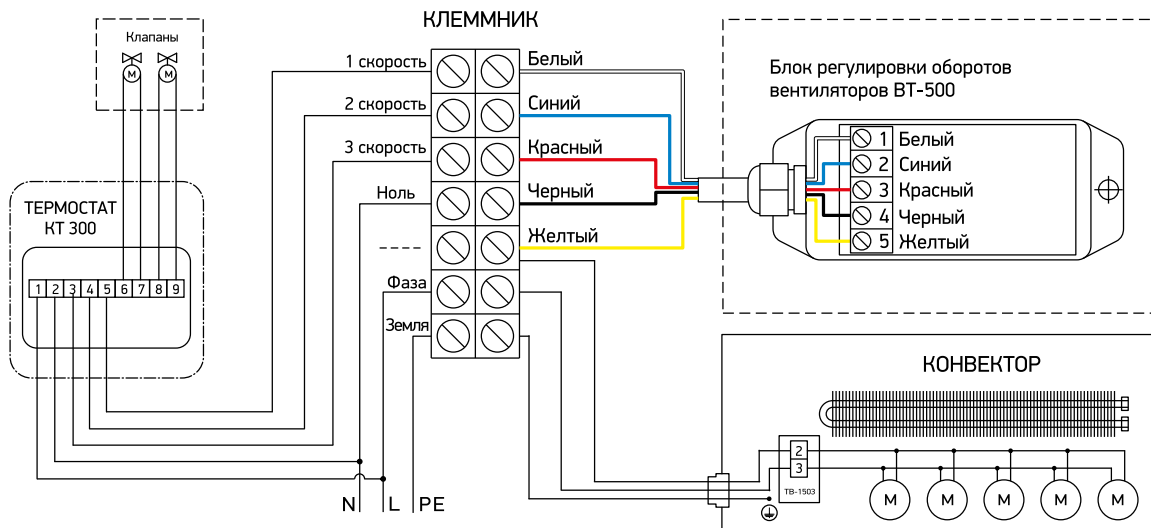 КЛЕММНИК
Клапаны
М
М
1 скорость
2 скорость
3 скорость
Ноль
----
Фаза
Земля
Белый
Синий
Красный
Черный
Желтый
Блок регулировки оборотов
вентиляторов ВТ-500
1 Белый
2 Синий
3 Красный
4 Черный
5 Желтый
ТЕРМОСТАТ
КТ 300
1 2 3 4 5 6 7 8 9
N L PE
КОНВЕКТОР
2
3
ТВ-1503
М М М М М